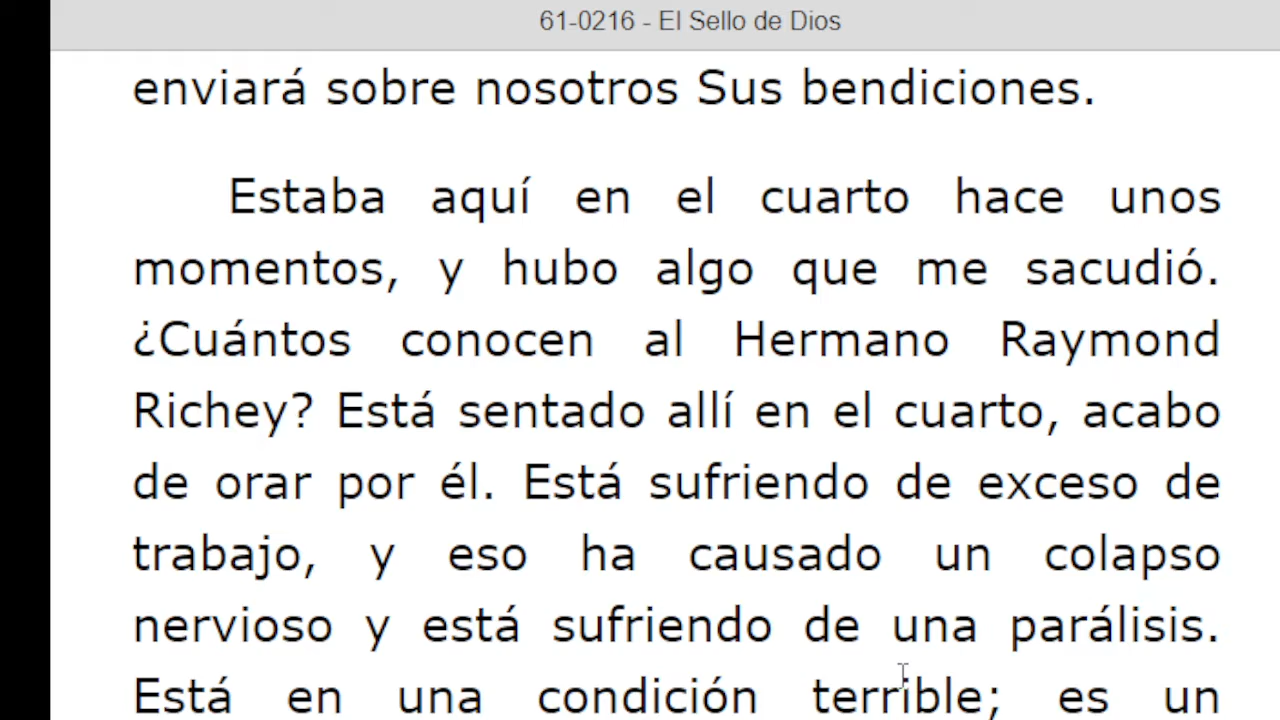 61-0216 - El Sello de Dios
enviará sobre nosotros Sus bendiciones.
Estaba aquí en el cuarto hace unos
momentos, y hubo algo que me sacudió.
¿Cuántos conocen al Hermano Raymond
Richey? Está sentado allí en el cuarto, acabo
de orar por él. Está sufriendo de exceso de
trabajo, y eso ha causado un colapso
nervioso y está sufriendo de una parálisis.
Está en una condición terrible; es un